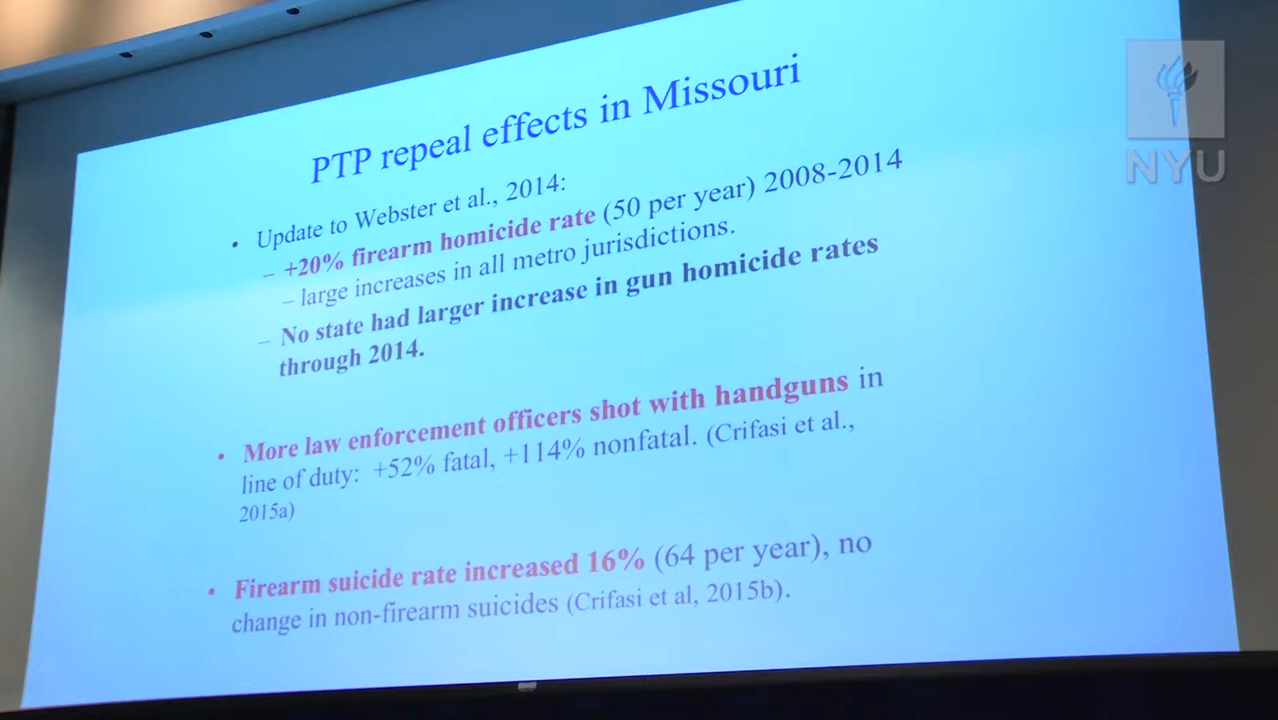 PTP repeal effects in Missouri
NYU
• Update to Webster et al., 2014:
– +20% firearm homicide rate (50 per year) 2008-2014
– large increases in all metro jurisdictions.
– No state had larger increase in gun homicide rates
through 2014.
• More law enforcement officers shot with handguns in
line of duty: +52% fatal, +114% nonfatal. (Crifasi et al.,
2015a)
• Firearm suicide rate increased 16% (64 per year), no
change in non-firearm suicides (Crifasi et al, 2015b).